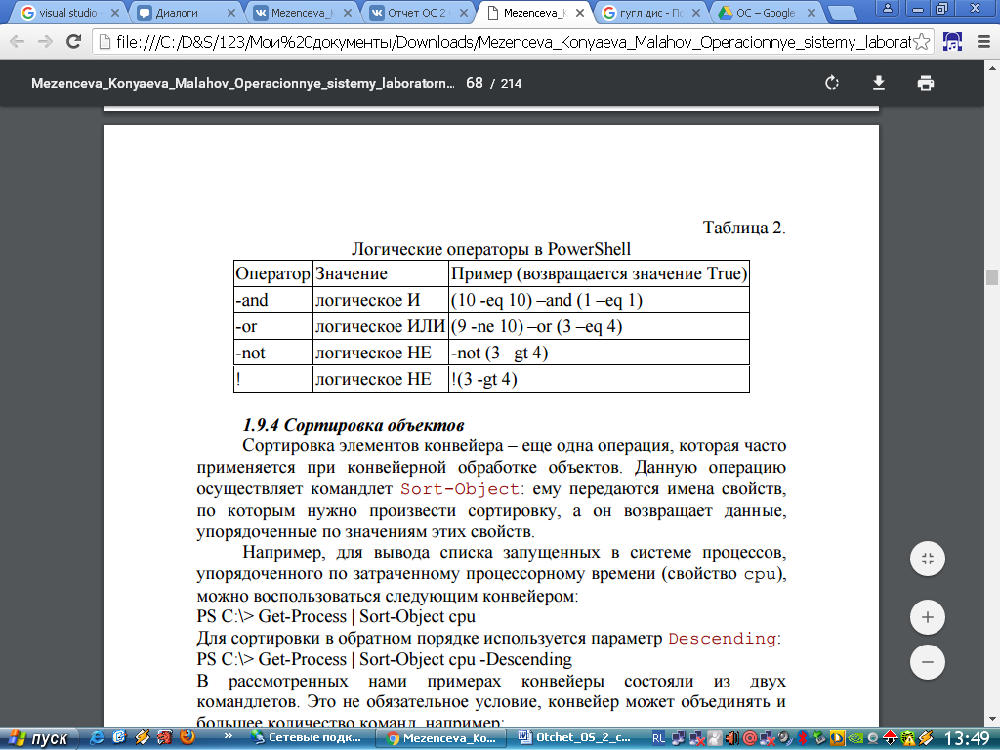 visual studio
Диалоги
Mezenceva_K
Отчет ОС 2
Mezenceva_K
гугл дис - По
ОС – Google
file:///C:/D&S/123/Мои%20документы/Downloads/Mezenceva_Konyaeva_Malahov_Operacionnye_sistemy_laborat
Mezenceva_Konyaeva_Malahov_Operacionnye_sistemy_laboratorn... 68 / 214
Таблица 2.
Логические операторы в PowerShell
Оператор Значение Пример (возвращается значение True)
-and логическое И (10 -eq 10) –and (1 –eq 1)
-or логическое ИЛИ (9 -ne 10) –or (3 –eq 4)
-not логическое НЕ -not (3 –gt 4)
! логическое НЕ !(3 -gt 4)
1.9.4 Сортировка объектов
Сортировка элементов конвейера – еще одна операция, которая часто
применяется при конвейерной обработке объектов. Данную операцию
осуществляет командлет Sort-Object: ему передаются имена свойств,
по которым нужно произвести сортировку, а он возвращает данные,
упорядоченные по значениям этих свойств.
Например, для вывода списка запущенных в системе процессов,
упорядоченного по затраченному процессорному времени (свойство cpu),
можно воспользоваться следующим конвейером:
PS C:\> Get-Process | Sort-Object cpu
Для сортировки в обратном порядке используется параметр Descending:
PS C:\> Get-Process | Sort-Object cpu -Descending
В рассмотренных нами примерах конвейеры состояли из двух
командлетов. Это не обязательное условие, конвейер может объединять и
большее количество команд, например:
пуск
»
Сетевые подк...
Mezenceva_Ko...
Otchet_OS_2_c...
RL
13:49